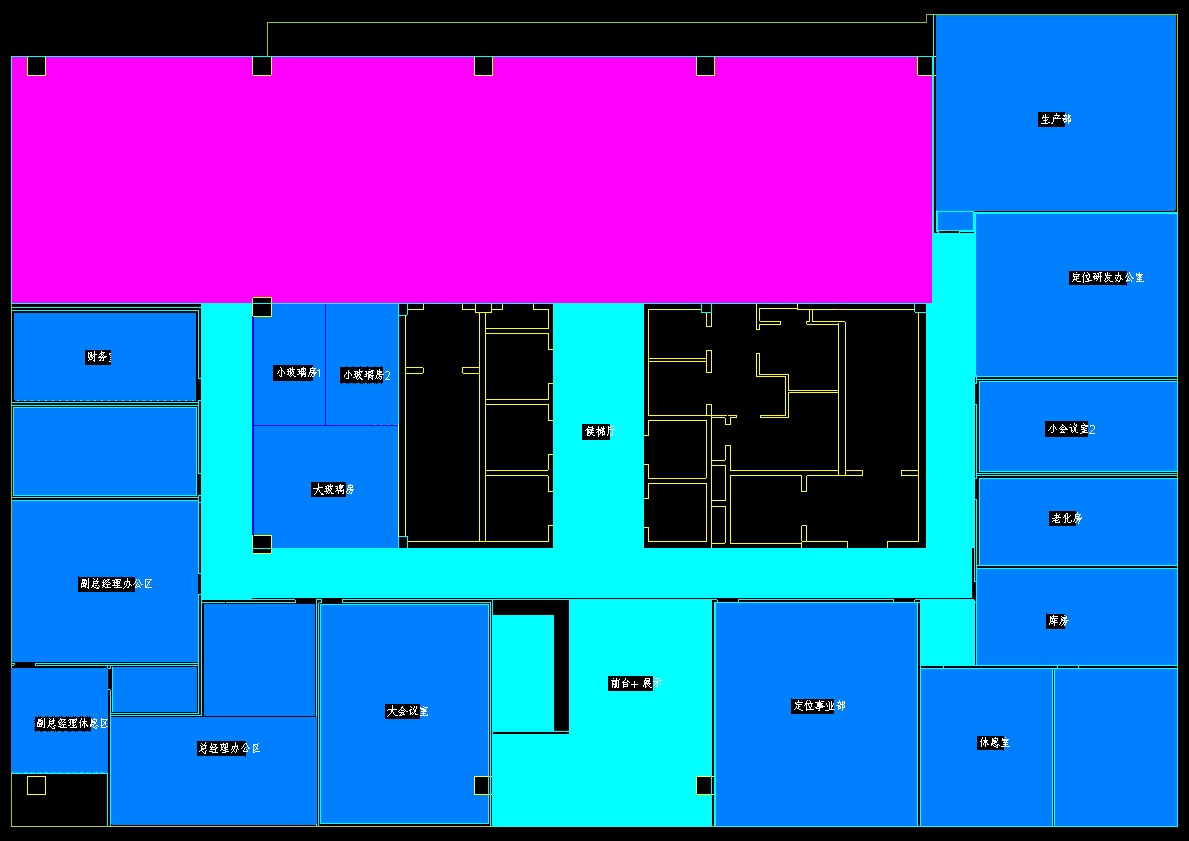 生产部
定位研发办公室
财务
小玻璃房1
小玻璃房2
小会议室2
候梯厅
大玻璃房
老化房
副总经理办公区
库房
前台+展示
定位事业部
大会议室
副总经理休息区
总经理办公区
休息室